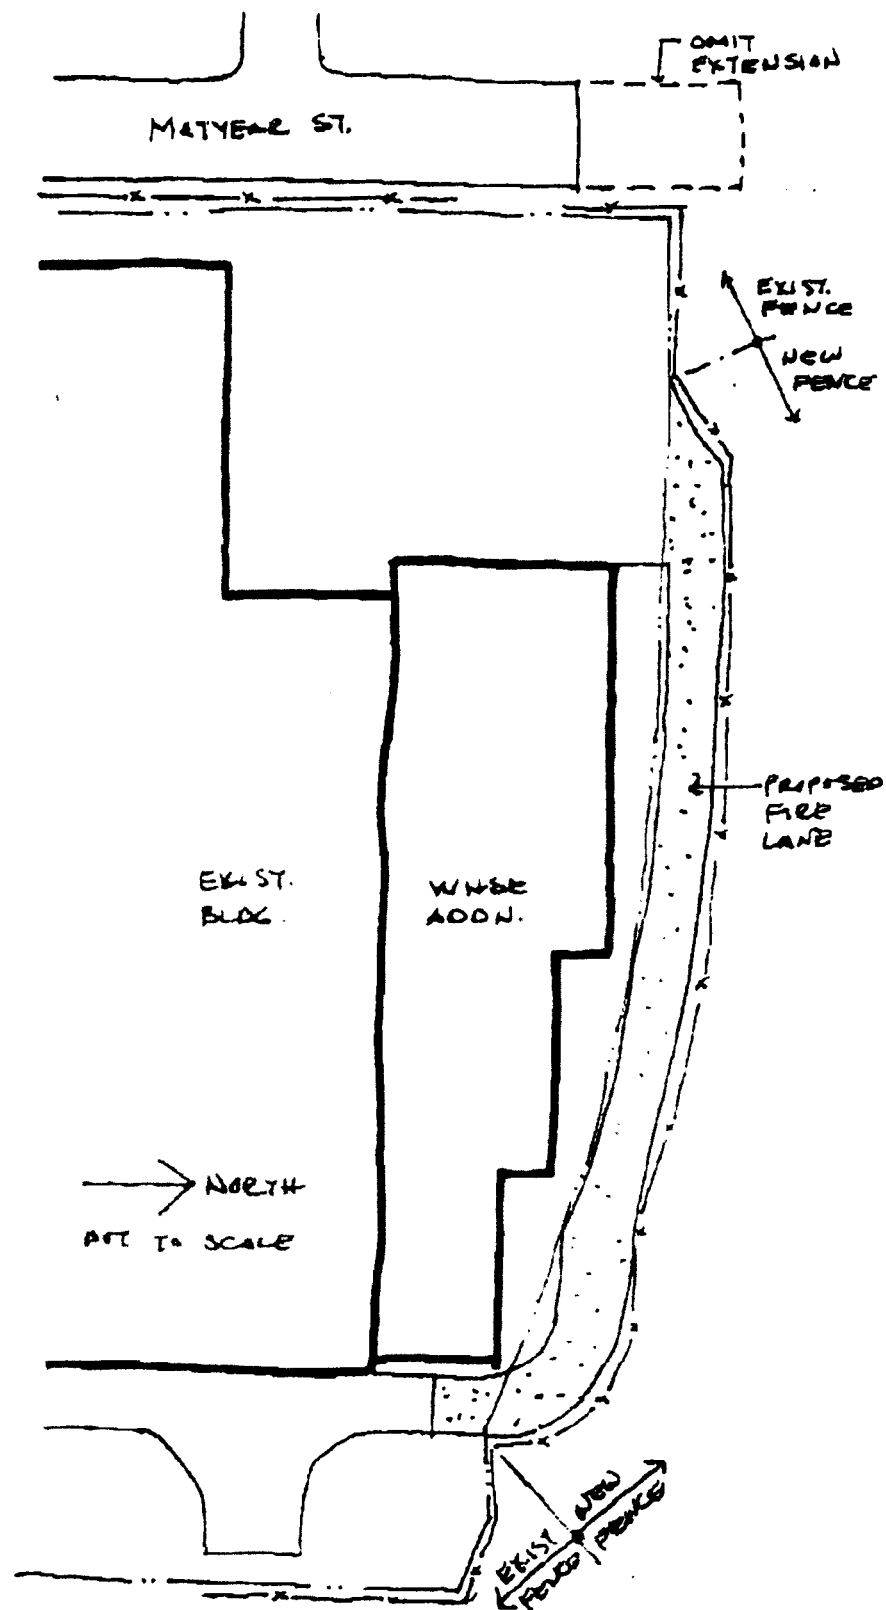 OMIT
EXTENSION
MATYEAR ST.
EXIST.
FENCE
NEW
FENCE
PROPOSED
FIRE
LANE
EXIST.
BLDG.
WHSE
ADDN.
NORTH
NOT TO SCALE
NEW
FENCE
EXIST
FENCE